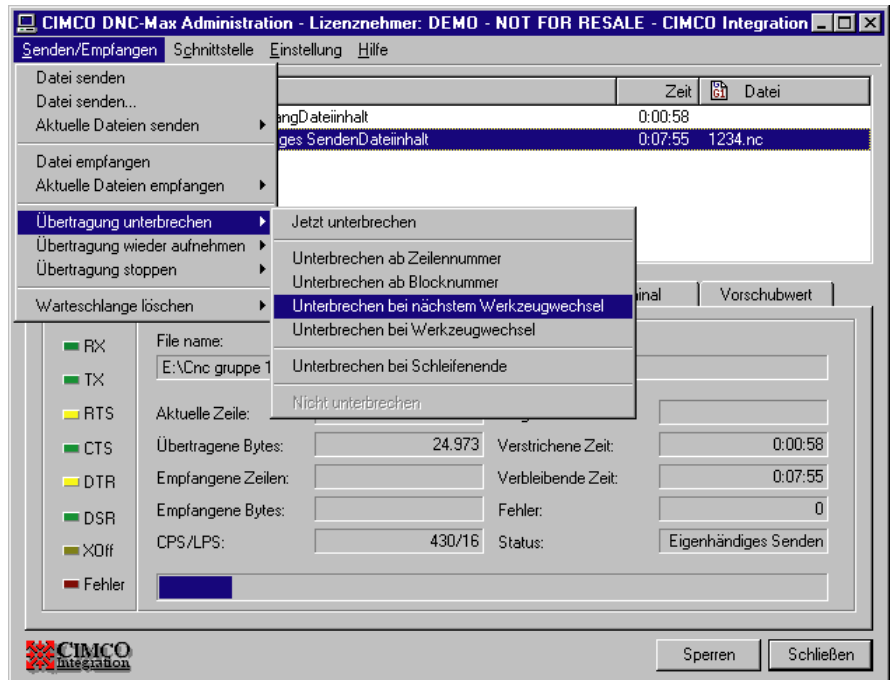 CIMCO DNC-Max Administration - Lizenznehmer: DEMO - NOT FOR RESALE - CIMCO Integration
Senden/Empfangen Schnittstelle Einstellung Hilfe
Datei senden
Datei senden...
Aktuelle Dateien senden
Datei empfangen
Aktuelle Dateien empfangen
Übertragung unterbrechen
Übertragung wieder aufnehmen
Übertragung stoppen
Warteschlange löschen
Zeit Datei
Dateiinhalt 0:00:58
SendenDateiinhalt 0:07:55 1234.nc
Jetzt unterbrechen
Unterbrechen ab Zeilennummer
Unterbrechen ab Blocknummer
Unterbrechen bei nächstem Werkzeugwechsel
Unterbrechen bei Werkzeugwechsel
Unterbrechen bei Schleifenende
Nicht unterbrechen
Vorschubwert
RX
TX
RTS
CTS
DTR
DSR
XOff
Fehler
File name:
E:\Cnc gruppe 1
Aktuelle Zeile:
Übertragene Bytes: 24.973 Verstrichene Zeit: 0:00:58
Empfangene Zeilen: Verbleibende Zeit: 0:07:55
Empfangene Bytes: Fehler: 0
CPS/LPS: 430/16 Status: Eigenhändiges Senden
CIMCO
Integration
Sperren Schließen